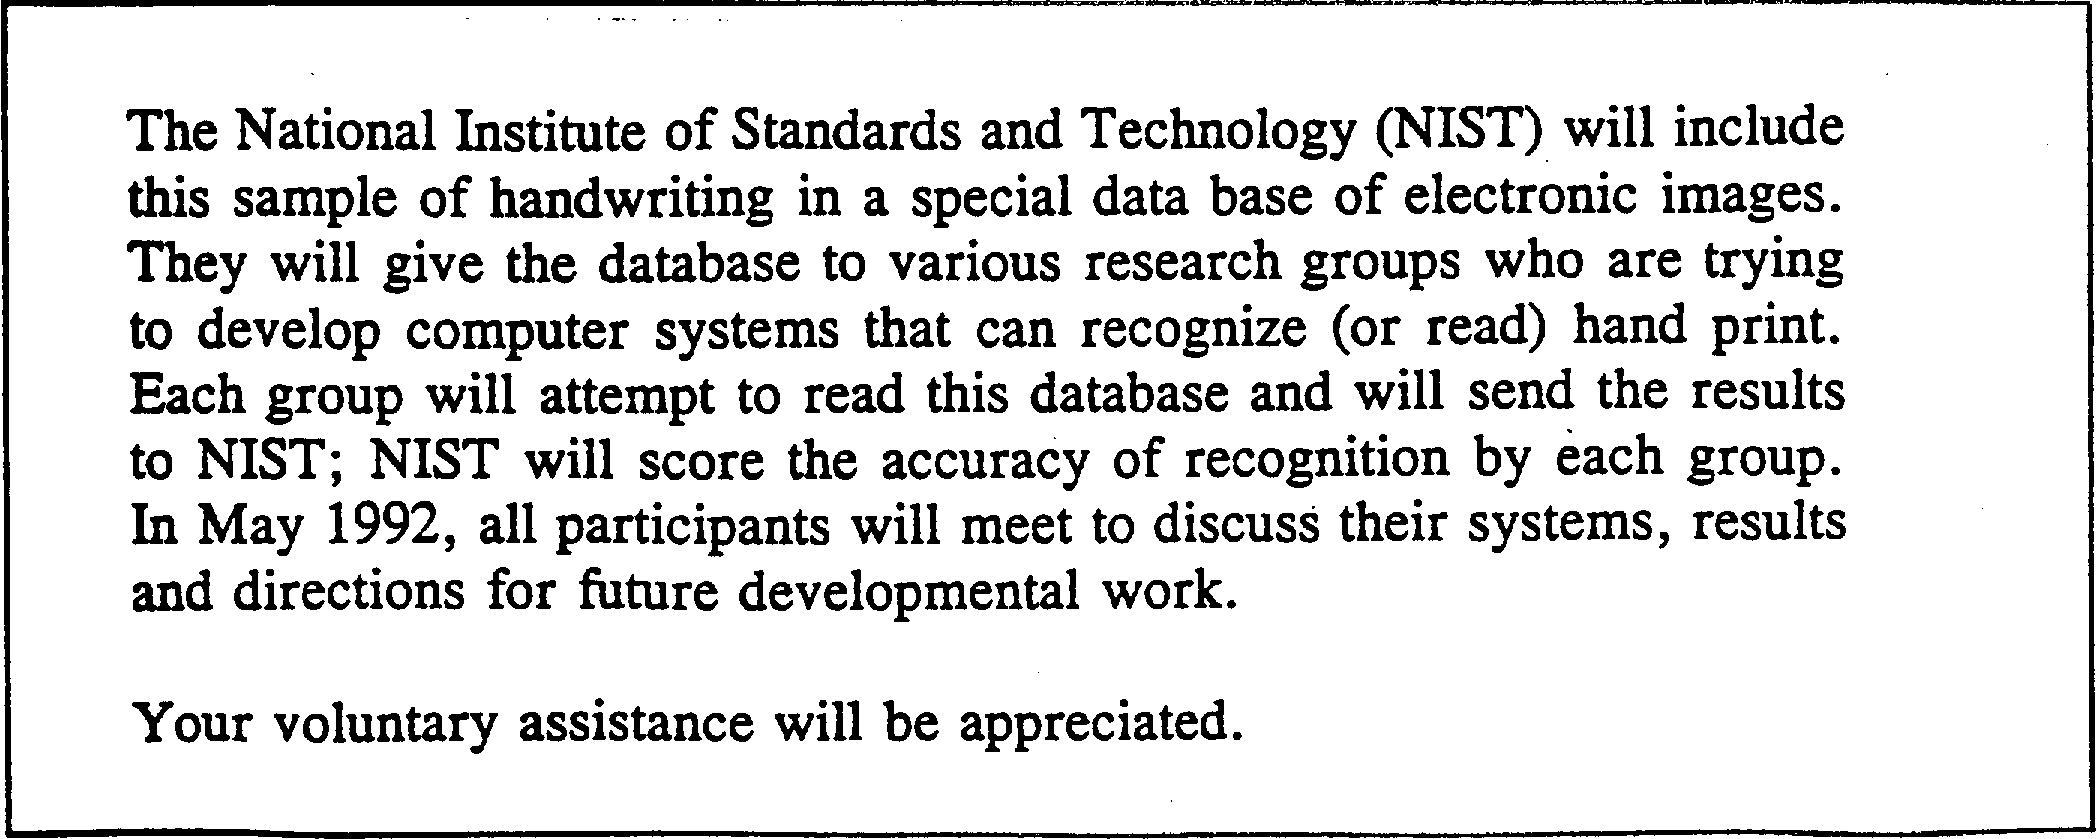 The National Institute of Standards and Technology (NIST) will include
this sample of handwriting in a special data base of electronic images.
They will give the database to various research groups who are trying
to develop computer systems that can recognize (or read) hand print.
Each group will attempt to read this database and will send the results
to NIST; NIST will score the accuracy of recognition by each group.
In May 1992, all participants will meet to discuss their systems, results
and directions for future developmental work.

Your voluntary assistance will be appreciated.